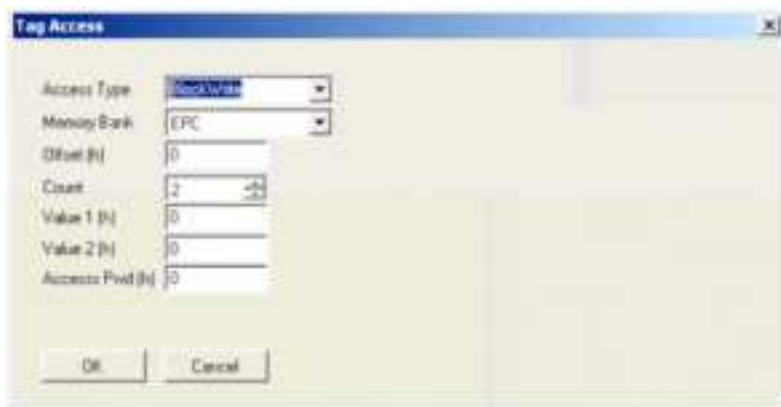 Tag Access
Access Type BlockWrite
Memory Bank EPC
Offset (h) 0
Count 2
Value 1 (h) 0
Value 2 (h) 0
Access Pwd (h) 0
OK Cancel